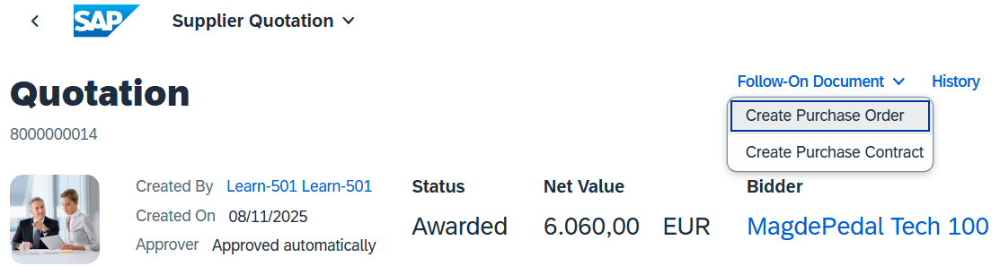 SAP Supplier Quotation
Quotation
8000000014
Follow-On Document History
Create Purchase Order
Create Purchase Contract
Created By Learn-501 Learn-501
Created On 08/11/2025
Approver Approved automatically
Status
Awarded
Net Value
6.060,00 EUR
Bidder
MagdePedal Tech 100